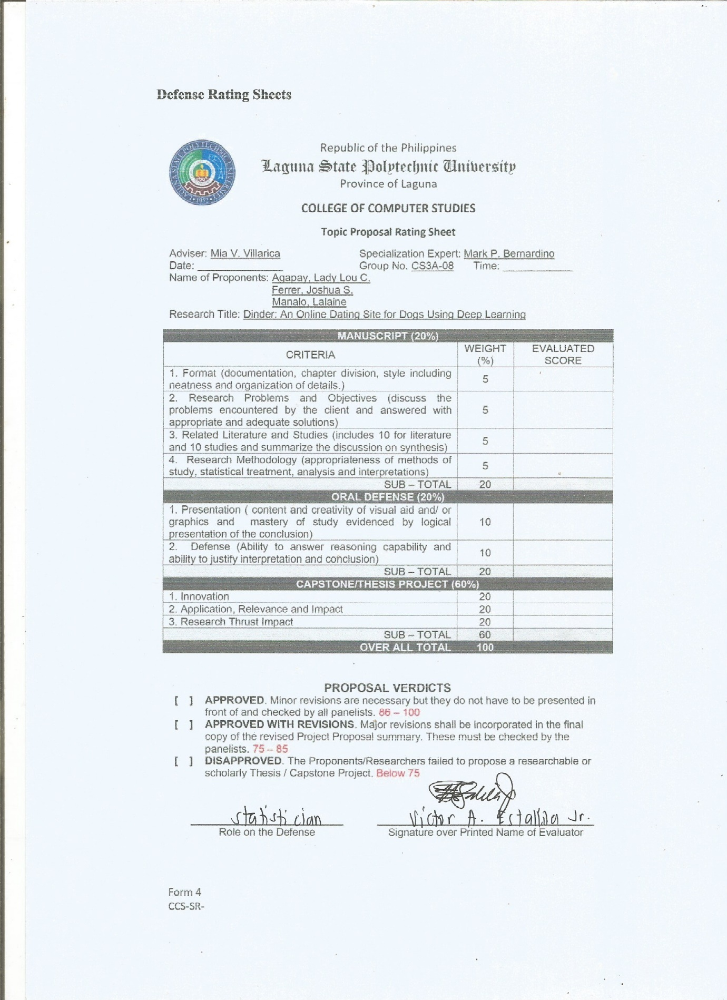 Defense Rating Sheets
LAGUNA STATE POLYTECHNIC UNIVERSITY
• 1952 •
Republic of the Philippines
Laguna State Polytechnic University
Province of Laguna
COLLEGE OF COMPUTER STUDIES
Topic Proposal Rating Sheet
Adviser: Mia V. Villarica Specialization Expert: Mark P. Bernardino
Date: Group No. CS3A-08 Time:
Name of Proponents: Agapay, Lady Lou C.
Ferrer, Joshua S.
Manalo, Lalaine
Research Title: Dinder: An Online Dating Site for Dogs Using Deep Learning
MANUSCRIPT (20%)
CRITERIA WEIGHT (%) EVALUATED SCORE
1. Format (documentation, chapter division, style including
neatness and organization of details.) 5
2. Research Problems and Objectives (discuss the
problems encountered by the client and answered with 5
appropriate and adequate solutions)
3. Related Literature and Studies (includes 10 for literature
and 10 studies and summarize the discussion on synthesis) 5
4. Research Methodology (appropriateness of methods of
study, statistical treatment, analysis and interpretations) 5
SUB – TOTAL 20
ORAL DEFENSE (20%)
1. Presentation ( content and creativity of visual aid and/ or
graphics and mastery of study evidenced by logical 10
presentation of the conclusion)
2. Defense (Ability to answer reasoning capability and
ability to justify interpretation and conclusion) 10
SUB – TOTAL 20
CAPSTONE/THESIS PROJECT (60%)
1. Innovation 20
2. Application, Relevance and Impact 20
3. Research Thrust Impact 20
SUB – TOTAL 60
OVER ALL TOTAL 100
PROPOSAL VERDICTS
[ ] APPROVED. Minor revisions are necessary but they do not have to be presented in
front of and checked by all panelists. 86 – 100
[ ] APPROVED WITH REVISIONS. Major revisions shall be incorporated in the final
copy of the revised Project Proposal summary. These must be checked by the
panelists. 75 – 85
[ ] DISAPPROVED. The Proponents/Researchers failed to propose a researchable or
scholarly Thesis / Capstone Project. Below 75
statistician Victor A. Estallila Jr.
Role on the Defense Signature over Printed Name of Evaluator
Form 4
CCS-SR-